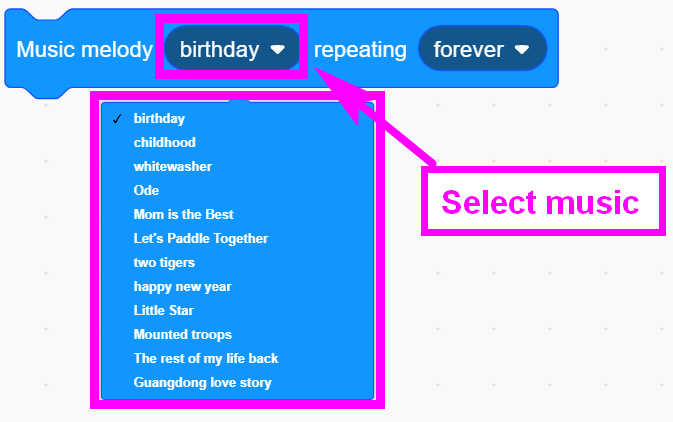 Music melody birthday repeating forever
birthday
childhood
whitewasher
Ode
Mom is the Best
Let's Paddle Together
two tigers
happy new year
Little Star
Mounted troops
The rest of my life back
Guangdong love story
Select music